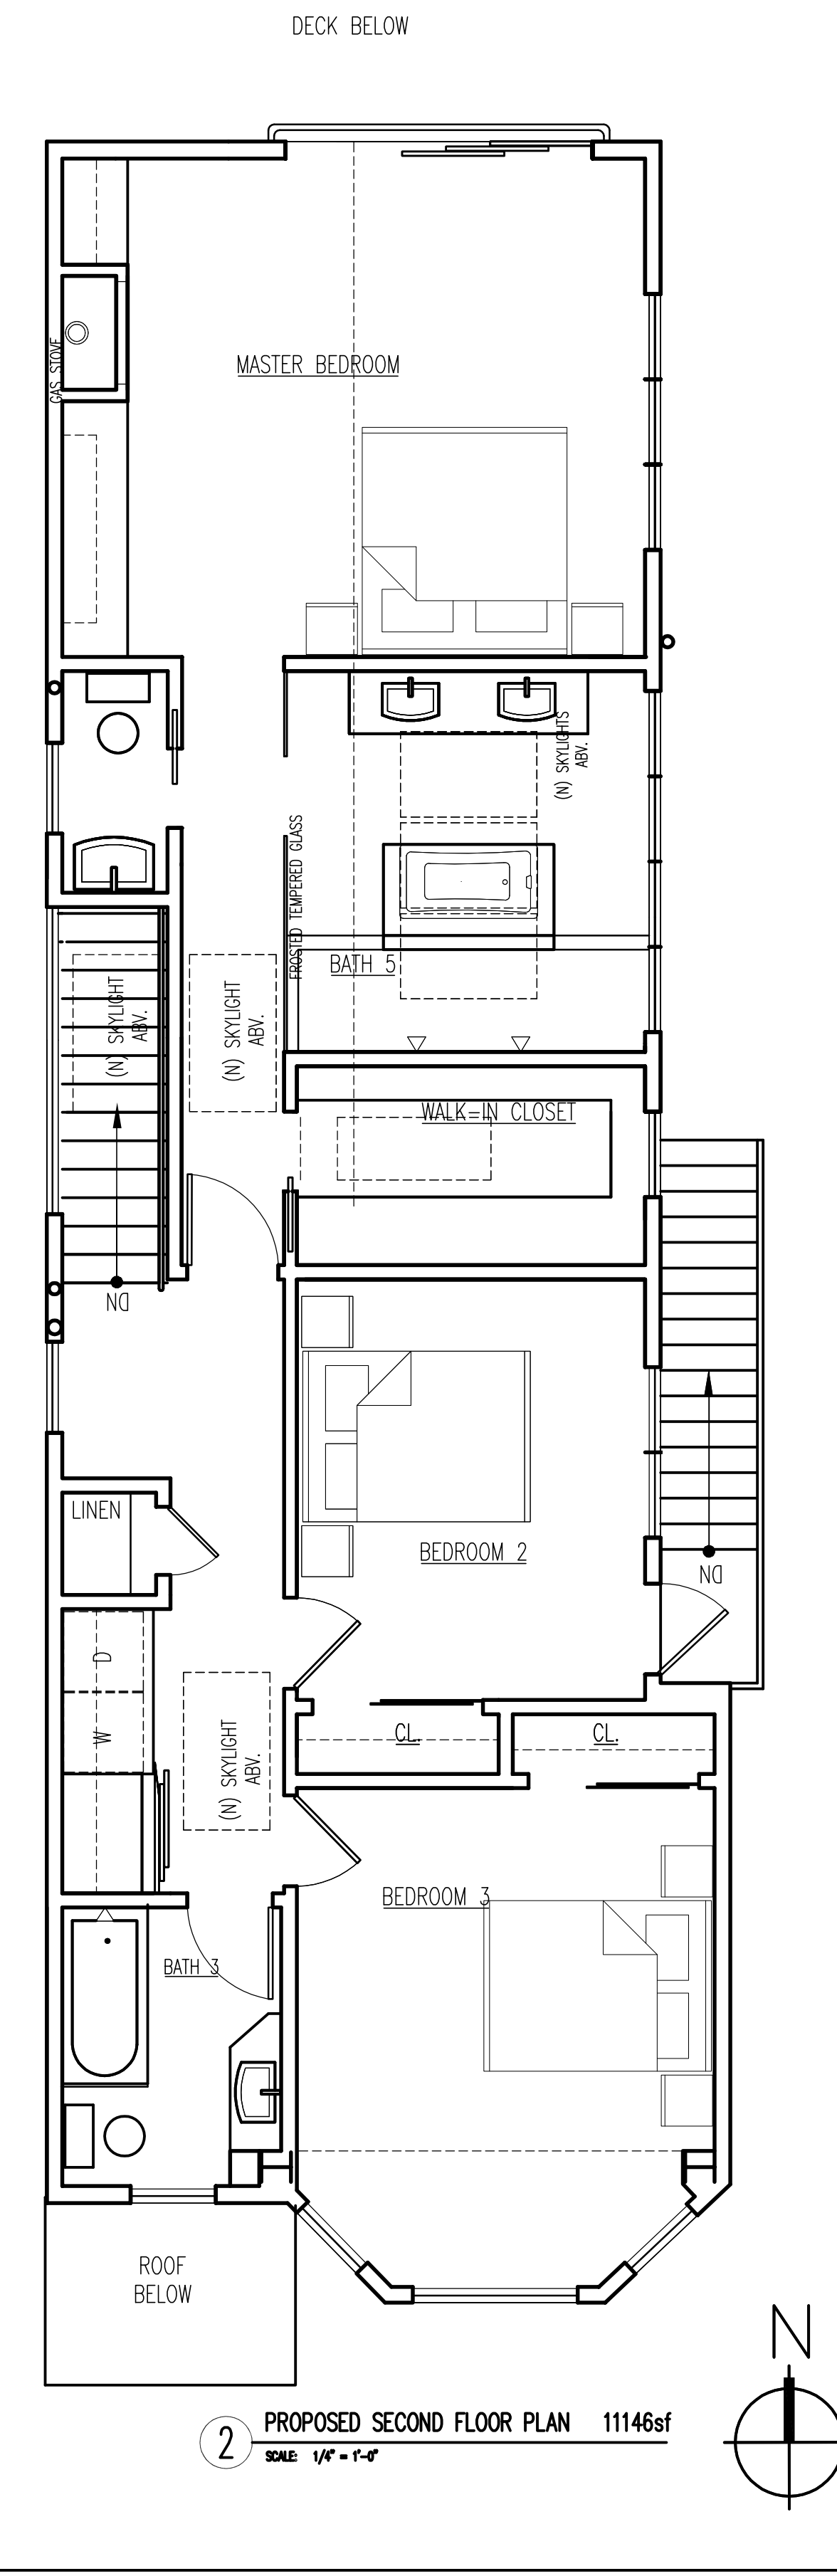 DECK BELOW
GAS STOVE
MASTER BEDROOM
(N) SKYLIGHTS
ABV.
FROSTED TEMPERED GLASS
BATH 5
(N) SKYLIGHT
ABV.
(N) SKYLIGHT
ABV.
WALK-IN CLOSET
DN
LINEN
BEDROOM 2
DN
D
W
(N) SKYLIGHT
ABV.
CL.
CL.
BEDROOM 3
BATH 3
ROOF
BELOW
N
2
PROPOSED SECOND FLOOR PLAN 11146sf
SCALE: 1/4" = 1'-0"